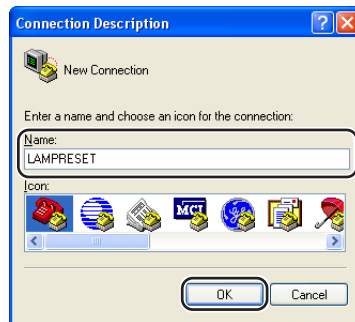 Connection Description
New Connection
Enter a name and choose an icon for the connection:
Name:
LAMPRESET
Icon:
MCI
OK
Cancel